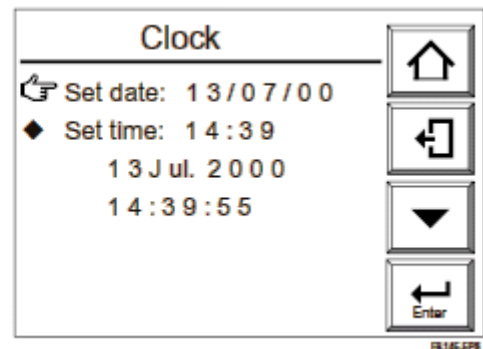 Clock
Set date: 13/07/00
Set time: 14:39
13 Jul. 2000
14:39:55
Enter